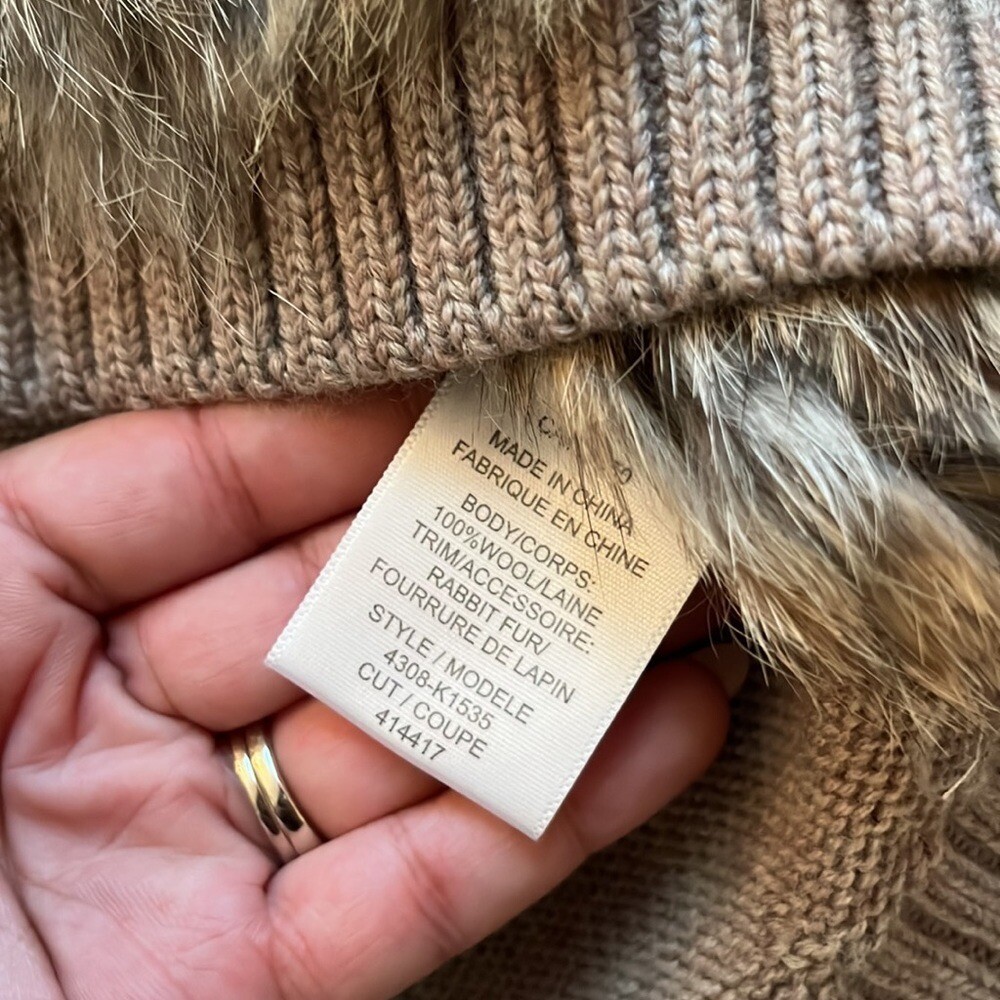 MADE IN CHINA
FABRIQUE EN CHINE
BODY/CORPS:
100%WOOL/LAINE
TRIM/ACCESSOIRE:
RABBIT FUR/
FOURRURE DE LAPIN
STYLE / MODELE
4308-K1535
CUT / COUPE
414417